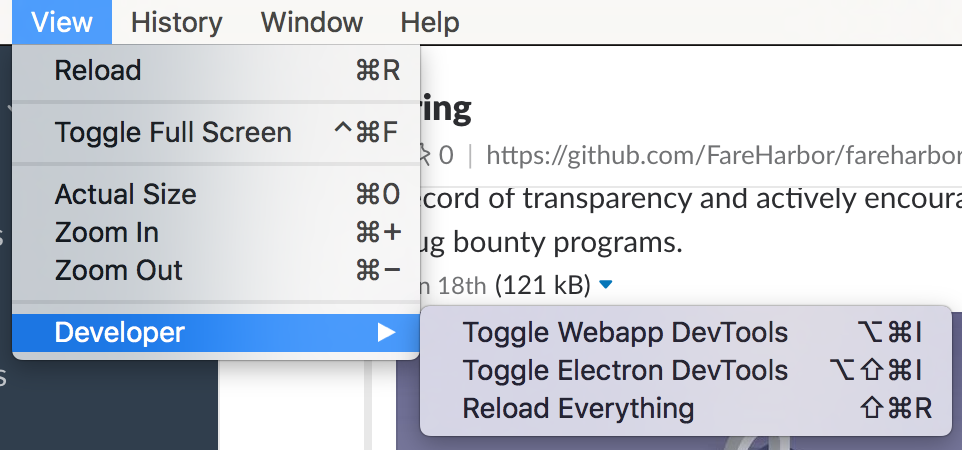 View History Window Help
Reload ⌘R
Toggle Full Screen ^⌘F
Actual Size ⌘0
Zoom In ⌘+
Zoom Out ⌘−
Developer ▶
ring
0 | https://github.com/FareHarbor/fareharbor
ecord of transparency and actively encoura
ug bounty programs.
n 18th (121 kB)
Toggle Webapp DevTools ⌥⌘I
Toggle Electron DevTools ⌥⇧⌘I
Reload Everything ⇧⌘R